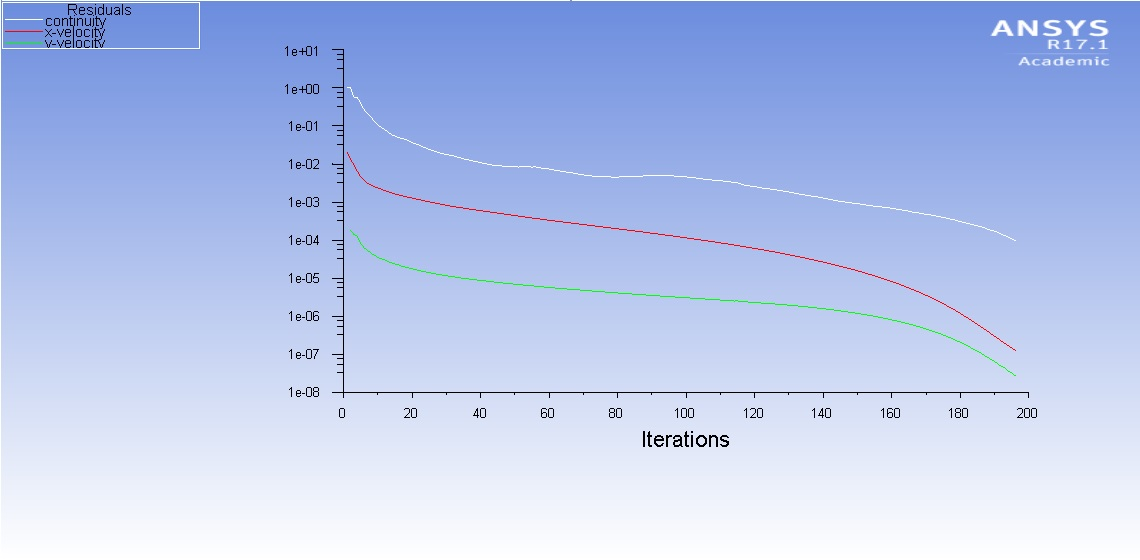 Residuals
continuity
x-velocity
y-velocity
ANSYS
R17.1
Academic
1e+01
1e+00
1e-01
1e-02
1e-03
1e-04
1e-05
1e-06
1e-07
1e-08
0 20 40 60 80 100 120 140 160 180 200
Iterations